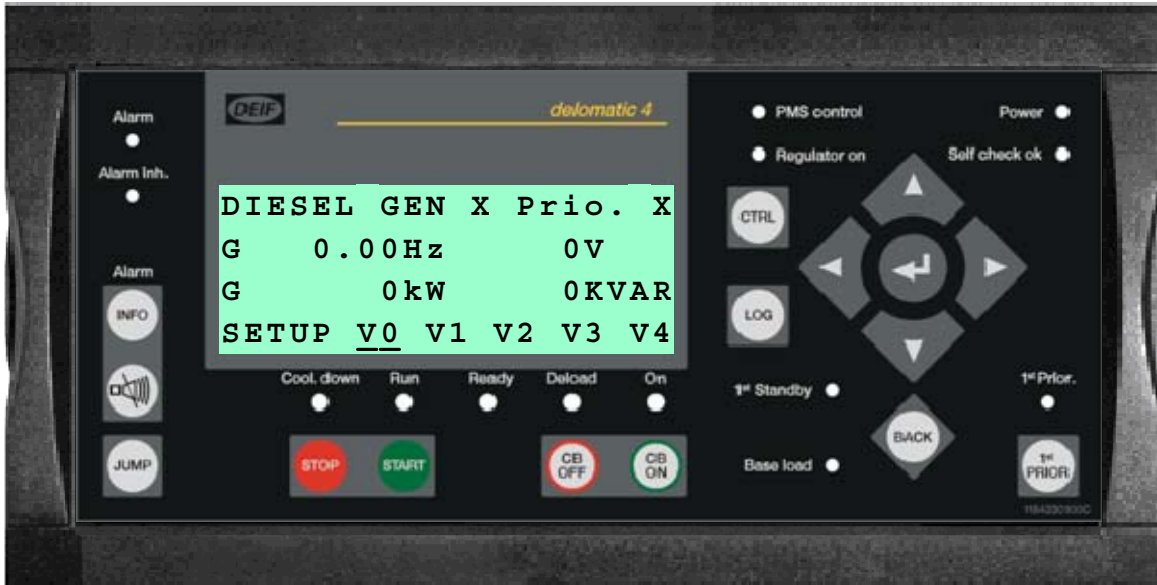 DEIF
delomatic 4
Alarm
Alarm Inh.
PMS control
Power
Regulator on
Self check ok
DIESEL GEN X Prio. X
G 0.00Hz 0V
G 0kW 0KVAR
SETUP V0 V1 V2 V3 V4
CTRL
LOG
Alarm
INFO
JUMP
Cool. down
Run
Ready
Deload
On
STOP
START
CB
OFF
CB
ON
1st Standby
Base load
BACK
1st Prior.
1st
PRIOR
1184230900C